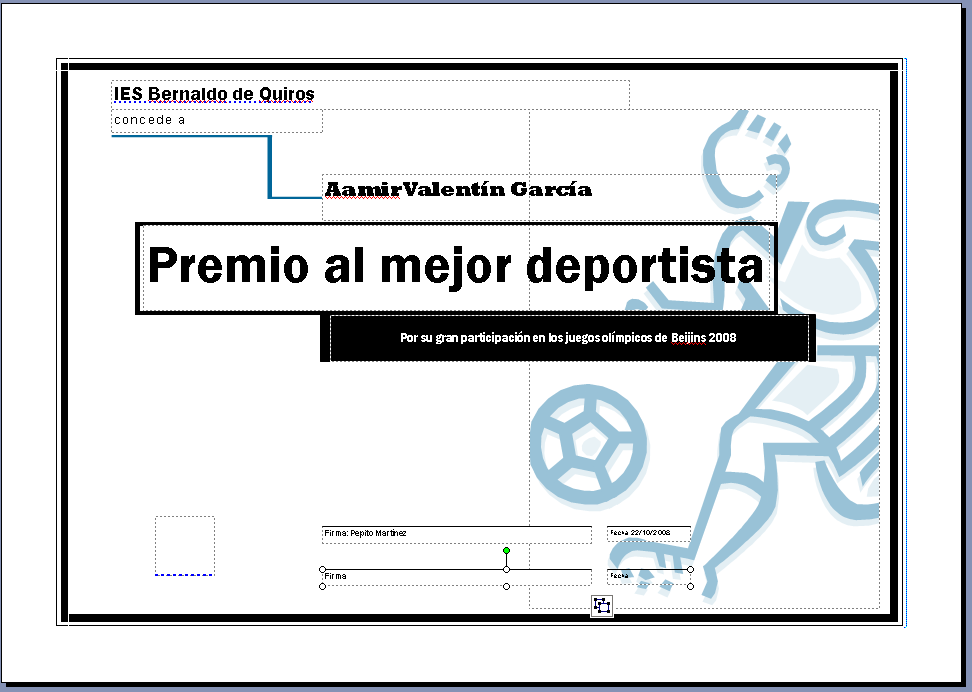 IES Bernaldo de Quiros
concede a
AamirValentín García
Premio al mejor deportista
Por su gran participación en los juegos olímpicos de Beijins 2008
Firma: Pepito Martinez
Fecha 22/10/2008
Firma
Fecha